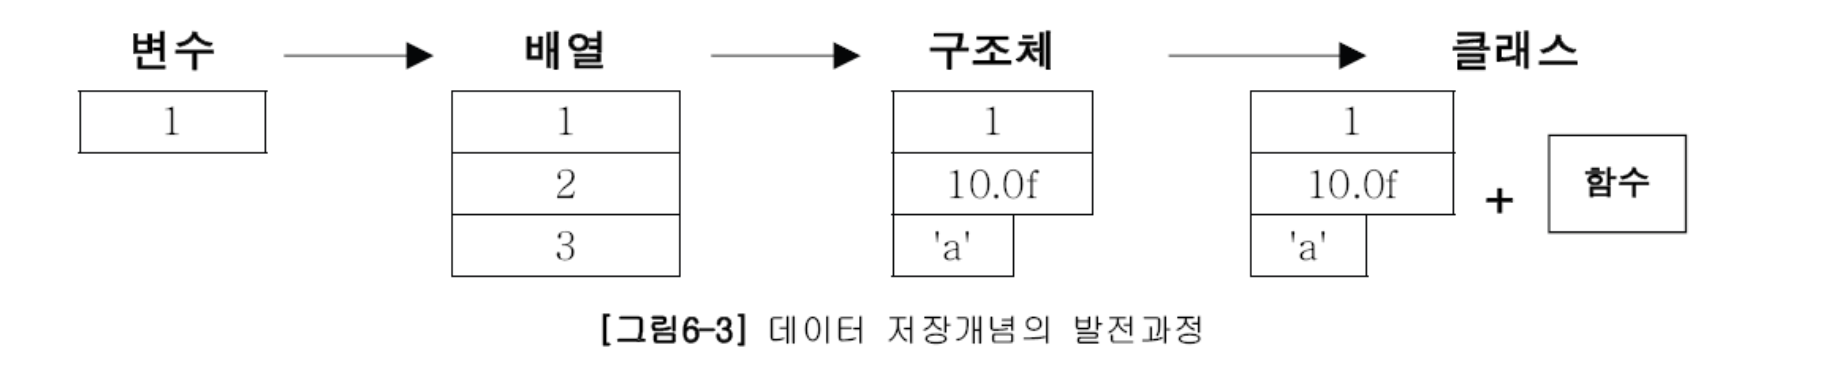 변수 배열 구조체 클래스
1 1 1 1
2 10.0f 10.0f + 함수
3 'a' 'a'
[그림6-3] 데이터 저장개념의 발전과정